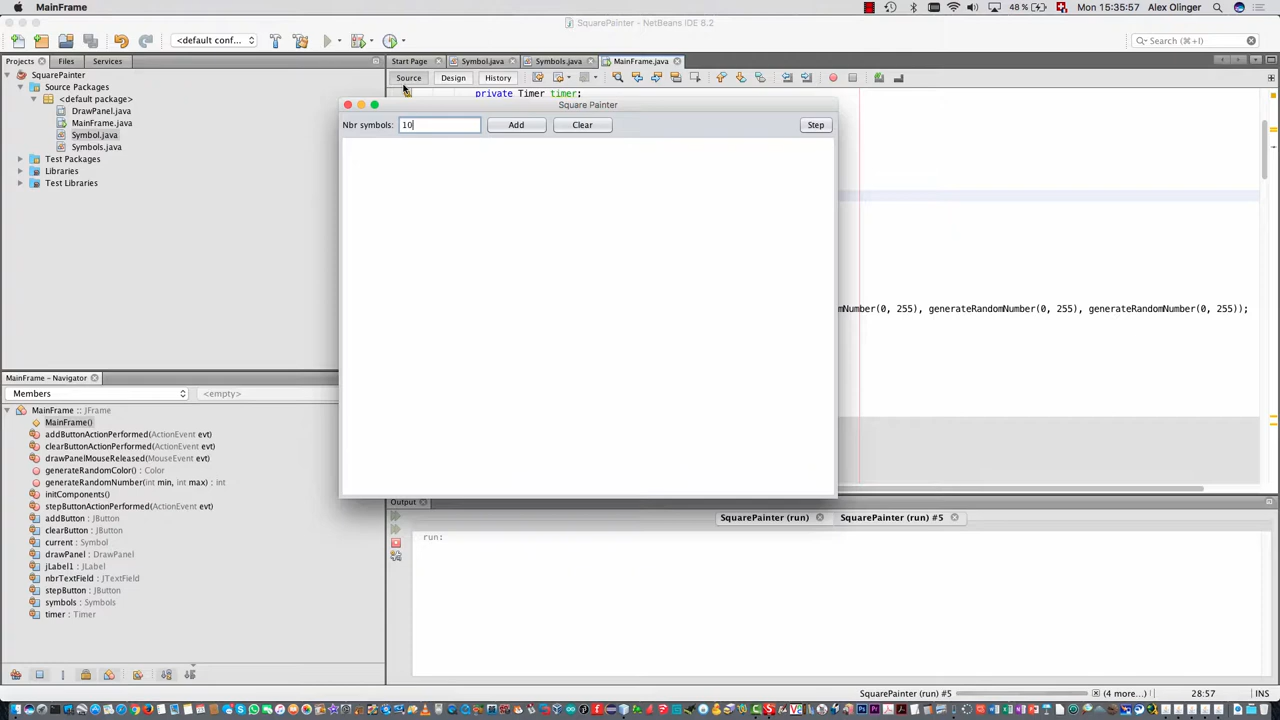 MainFrame
48 %
Mon 15:35:57
Alex Olinger
SquarePainter - NetBeans IDE 8.2
<default conf...
Search (⌘+I)
Projects
Files
Services
Start Page
Symbol.java
Symbols.java
MainFrame.java
SquarePainter
Source Packages
<default package>
DrawPanel.java
MainFrame.java
Symbol.java
Symbols.java
Test Packages
Libraries
Test Libraries
Source
Design
History
private Timer timer;
Square Painter
Nbr symbols:
10
Add
Clear
Step
mNumber(0, 255), generateRandomNumber(0, 255), generateRandomNumber(0, 255));
MainFrame - Navigator
Members
<empty>
MainFrame :: JFrame
MainFrame()
addButtonActionPerformed(ActionEvent evt)
clearButtonActionPerformed(ActionEvent evt)
drawPanelMouseReleased(MouseEvent evt)
generateRandomColor() : Color
generateRandomNumber(int min, int max) : int
initComponents()
stepButtonActionPerformed(ActionEvent evt)
addButton : JButton
clearButton : JButton
current : Symbol
drawPanel : DrawPanel
jLabel1 : JLabel
nbrTextField : JTextField
stepButton : JButton
symbols : Symbols
timer : Timer
Output
SquarePainter (run)
SquarePainter (run) #5
run:
SquarePainter (run) #5
(4 more...)
28:57
INS